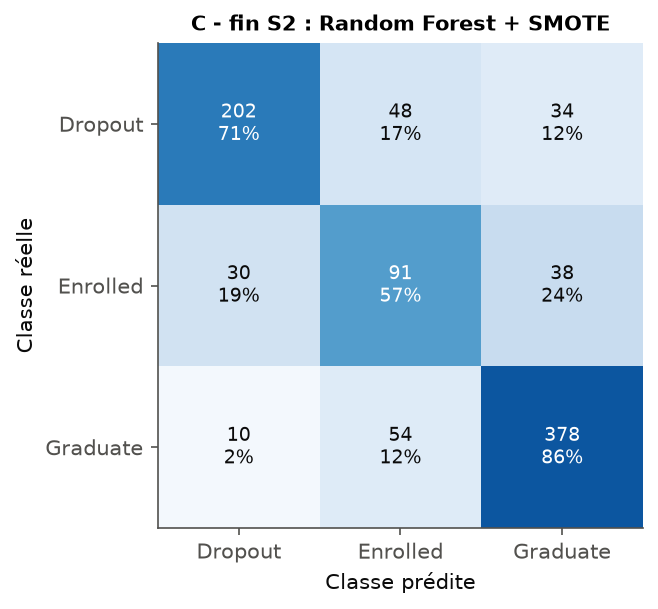 C - fin S2 : Random Forest + SMOTE
Classe réelle
Dropout
202
71%
48
17%
34
12%
Enrolled
30
19%
91
57%
38
24%
Graduate
10
2%
54
12%
378
86%
Dropout
Enrolled
Graduate
Classe prédite